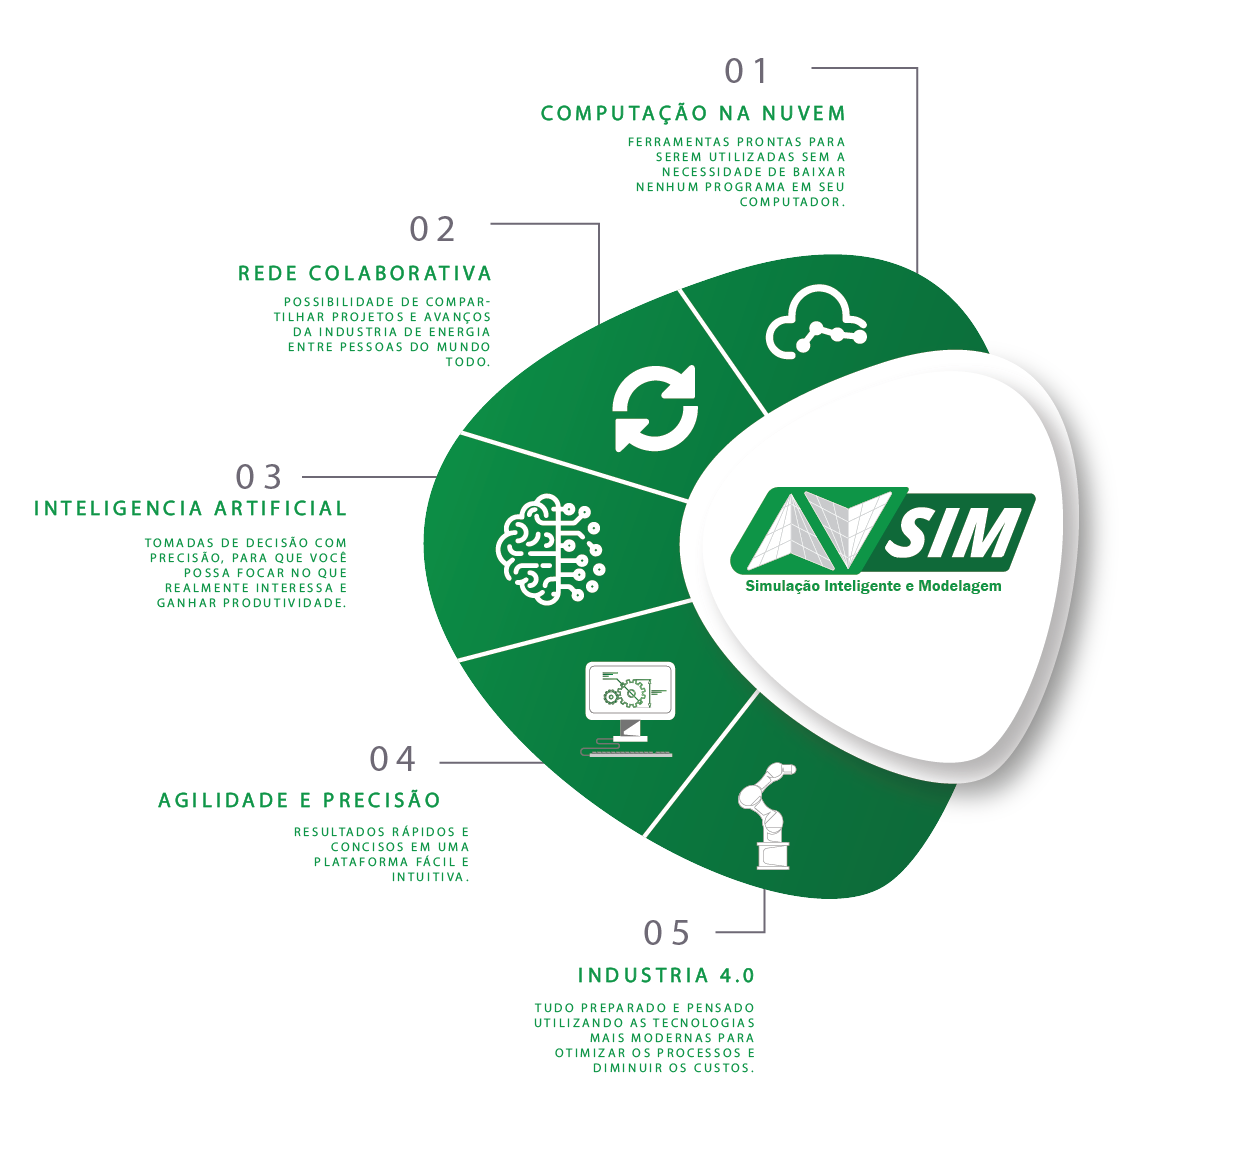 01
COMPUTAÇÃO NA NUVEM
FERRAMENTAS PRONTAS PARA
SEREM UTILIZADAS SEM A
NECESSIDADE DE BAIXAR
NENHUM PROGRAMA EM SEU
COMPUTADOR.
02
REDE COLABORATIVA
POSSIBILIDADE DE COMPAR-
TILHAR PROJETOS E AVANÇOS
DA INDUSTRIA DE ENERGIA
ENTRE PESSOAS DO MUNDO
TODO.
03
INTELIGENCIA ARTIFICIAL
TOMADAS DE DECISÃO COM
PRECISÃO, PARA QUE VOCÊ
POSSA FOCAR NO QUE
REALMENTE INTERESSA E
GANHAR PRODUTIVIDADE.
SIM
Simulação Inteligente e Modelagem
04
AGILIDADE E PRECISÃO
RESULTADOS RÁPIDOS E
CONCISOS EM UMA
PLATAFORMA FÁCIL E
INTUITIVA.
05
INDUSTRIA 4.0
TUDO PREPARADO E PENSADO
UTILIZANDO AS TECNOLOGIAS
MAIS MODERNAS PARA
OTIMIZAR OS PROCESSOS E
DIMINUIR OS CUSTOS.